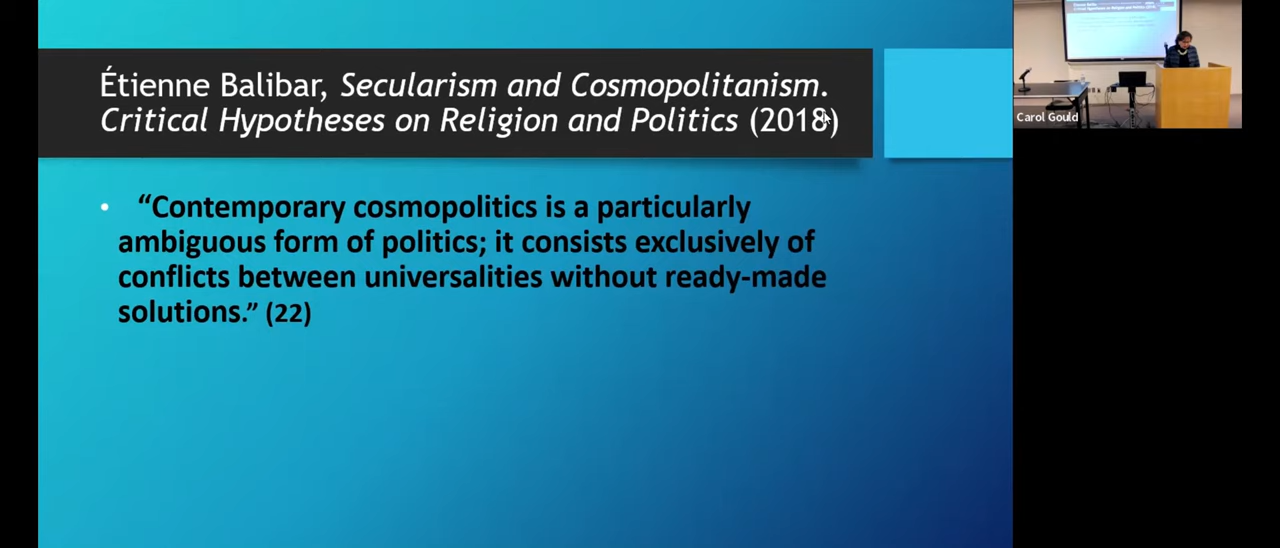 Étienne Balibar, Secularism and Cosmopolitanism.
Critical Hypotheses on Religion and Politics (2018)
• “Contemporary cosmopolitics is a particularly
ambiguous form of politics; it consists exclusively of
conflicts between universalities without ready-made
solutions.” (22)
Carol Gould